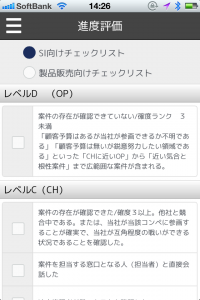 SoftBank 14:26
進度評価
SI向けチェックリスト
製品販売向けチェックリスト
レベルD (OP)
案件の存在が確認できていない/確度ランク 3
未満
「顧客予算はあるが当社が参画できるか不明であ
る」「顧客予算は無いが鋭意努力したい領域であ
る」といった「CHに近いOP」から「近い気合と
根性案件」まで広範囲な案件が含まれる。
レベルC (CH)
案件の存在が確認できた/確度3以上。他社と競
合中である。または、当社が当該コンペに参画す
ることが確実で、当社が互角程度の戦いができる
状況であることを確認した。
案件を担当する窓口となる人（担当者）と直接会
話した